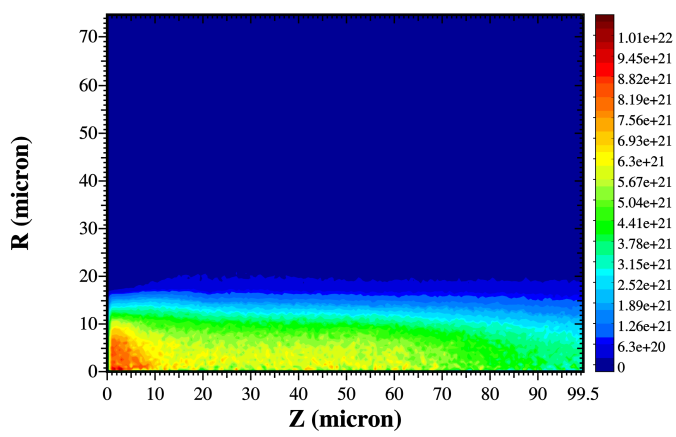 70
60
50
40
30
20
10
0
R (micron)
0 10 20 30 40 50 60 70 80 90 99.5
Z (micron)
1.01e+22
9.45e+21
8.82e+21
8.19e+21
7.56e+21
6.93e+21
6.3e+21
5.67e+21
5.04e+21
4.41e+21
3.78e+21
3.15e+21
2.52e+21
1.89e+21
1.26e+21
6.3e+20
0